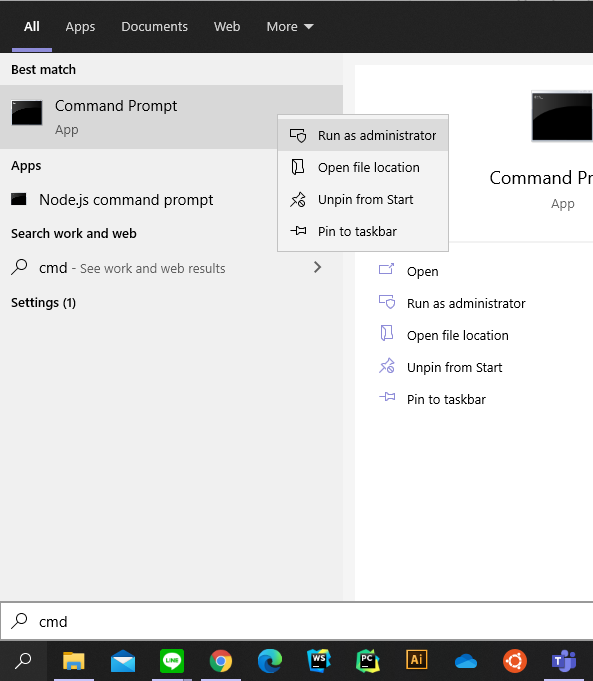 All Apps Documents Web More
Best match
Command Prompt
App
Run as administrator
Open file location
Unpin from Start
Pin to taskbar
Apps
Node.js command prompt
Search work and web
cmd - See work and web results
Settings (1)
Command Pr
App
Open
Run as administrator
Open file location
Unpin from Start
Pin to taskbar
cmd
LINE
WS
PC
Ai
T